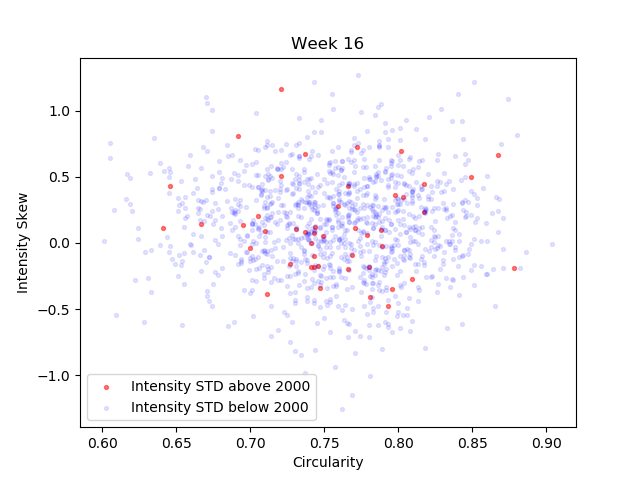 Week 16
Intensity Skew
1.0
0.5
0.0
−0.5
−1.0
Intensity STD above 2000
Intensity STD below 2000
0.60 0.65 0.70 0.75 0.80 0.85 0.90
Circularity